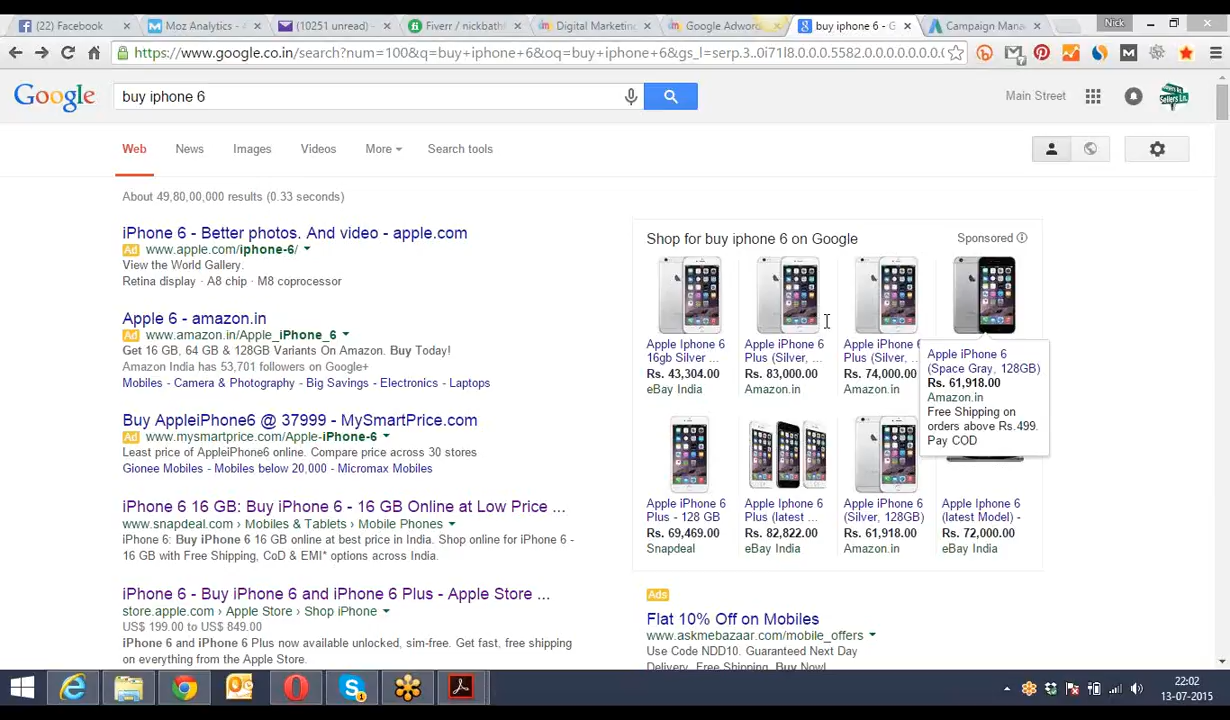 (22) Facebook
Moz Analytics -
(10251 unread) -
Fiverr / nickbath
Digital Marketin
Google Adword
buy iphone 6 - G
Campaign Mana
Nick
https://www.google.co.in/search?num=100&q=buy+iphone+6&oq=buy+iphone+6&gs_l=serp.3..0i71l8.0.0.0.5582.0.0.0.0.0.0.0.0
Google
buy iphone 6
Main Street
Web
News
Images
Videos
More
Search tools
About 49,80,00,000 results (0.33 seconds)
iPhone 6 - Better photos. And video - apple.com
Ad www.apple.com/iphone-6/
View the World Gallery.
Retina display · A8 chip · M8 coprocessor
Apple 6 - amazon.in
Ad www.amazon.in/Apple_iPhone_6
Get 16 GB, 64 GB & 128GB Variants On Amazon. Buy Today!
Amazon India has 53,701 followers on Google+
Mobiles - Camera & Photography - Big Savings - Electronics - Laptops
Buy AppleiPhone6 @ 37999 - MySmartPrice.com
Ad www.mysmartprice.com/Apple-iPhone-6
Least price of AppleiPhone6 online. Compare price across 30 stores
Gionee Mobiles - Mobiles below 20,000 - Micromax Mobiles
iPhone 6 16 GB: Buy iPhone 6 - 16 GB Online at Low Price ...
www.snapdeal.com › Mobiles & Tablets › Mobile Phones
iPhone 6: Buy iPhone 6 16 GB online at best price in India. Shop online for iPhone 6 -
16 GB with Free Shipping, CoD & EMI* options across India.
iPhone 6 - Buy iPhone 6 and iPhone 6 Plus - Apple Store ...
store.apple.com › Apple Store › Shop iPhone
US$ 199.00 to US$ 849.00
iPhone 6 and iPhone 6 Plus now available unlocked, sim-free. Get fast, free shipping
on everything from the Apple Store.
Shop for buy iphone 6 on Google
Sponsored
Apple Iphone 6
16gb Silver ...
Rs. 43,304.00
eBay India
Apple iPhone 6
Plus (Silver, ...
Rs. 83,000.00
Amazon.in
Apple iPhone 6
Plus (Silver, ..
Rs. 74,000.00
Amazon.in
Apple iPhone 6
(Space Gray, 128GB)
Rs. 61,918.00
Amazon.in
Free Shipping on
orders above Rs.499.
Pay COD
Apple iPhone 6
Plus - 128 GB
Rs. 69,469.00
Snapdeal
Apple Iphone 6
Plus (latest ...
Rs. 82,822.00
eBay India
Apple iPhone 6
(Silver, 128GB)
Rs. 61,918.00
Amazon.in
Apple Iphone 6
(latest Model) -
Rs. 72,000.00
eBay India
Ads
Flat 10% Off on Mobiles
www.askmebazaar.com/mobile_offers
Use Code NDD10. Guaranteed Next Day
Delivery. Free Shipping. Buy Now!
22:02
13-07-2015